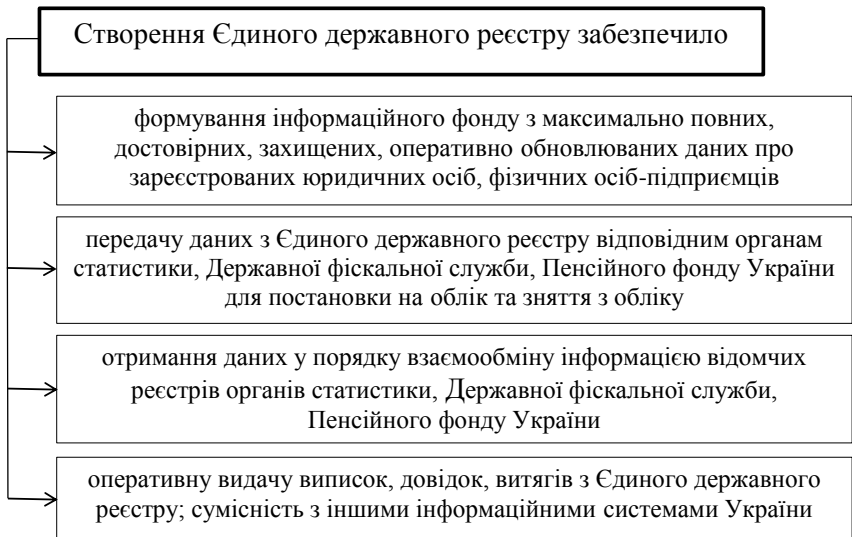 Створення Єдиного державного реєстру забезпечило
формування інформаційного фонду з максимально повних,
достовірних, захищених, оперативно обновлюваних даних про
зареєстрованих юридичних осіб, фізичних осіб-підприємців
передачу даних з Єдиного державного реєстру відповідним органам
статистики, Державної фіскальної служби, Пенсійного фонду України
для постановки на облік та зняття з обліку
отримання даних у порядку взаємообміну інформацією відомчих
реєстрів органів статистики, Державної фіскальної служби,
Пенсійного фонду України
оперативну видачу виписок, довідок, витягів з Єдиного державного
реєстру; сумісність з іншими інформаційними системами України